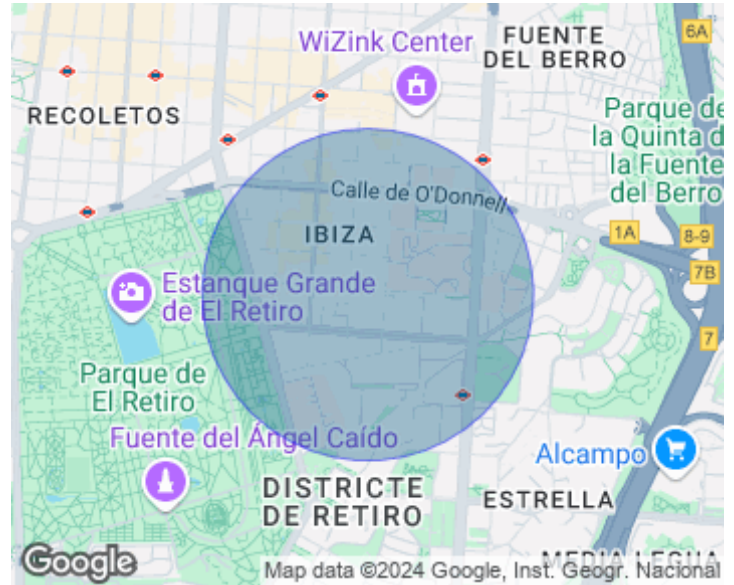 WiZink Center
FUENTE
DEL BERRO
6A
RECOLETOS
Parque de
la Quinta d
la Fuente
del Berro
Calle de O'Donnell
IBIZA
1A
8-9
7B
Estanque Grande
de El Retiro
7
Parque de
El Retiro
Fuente del Ángel Caído
Alcampo
DISTRICTE
DE RETIRO
ESTRELLA
MEDIA LEGUA
Google
Map data ©2024 Google, Inst. Geogr. Nacional